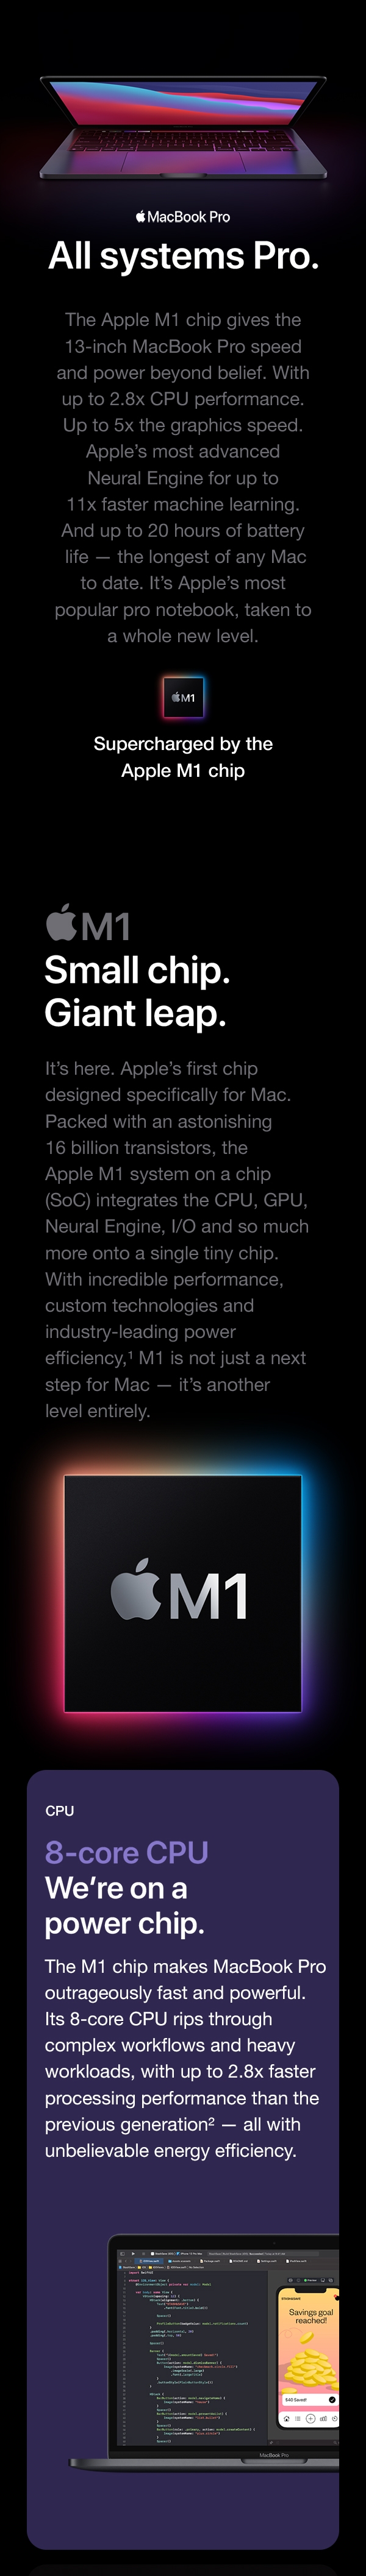 MacBook Pro
All systems Pro.
The Apple M1 chip gives the
13-inch MacBook Pro speed
and power beyond belief. With
up to 2.8x CPU performance.
Up to 5x the graphics speed.
Apple’s most advanced
Neural Engine for up to
11x faster machine learning.
And up to 20 hours of battery
life — the longest of any Mac
to date. It’s Apple’s most
popular pro notebook, taken to
a whole new level.
M1
Supercharged by the
Apple M1 chip
M1
Small chip.
Giant leap.
It’s here. Apple’s first chip
designed specifically for Mac.
Packed with an astonishing
16 billion transistors, the
Apple M1 system on a chip
(SoC) integrates the CPU, GPU,
Neural Engine, I/O and so much
more onto a single tiny chip.
With incredible performance,
custom technologies and
industry-leading power
efficiency,¹ M1 is not just a next
step for Mac — it’s another
level entirely.
M1
CPU
8-core CPU
We’re on a
power chip.
The M1 chip makes MacBook Pro
outrageously fast and powerful.
Its 8-core CPU rips through
complex workflows and heavy
workloads, with up to 2.8x faster
processing performance than the
previous generation² — all with
unbelievable energy efficiency.
Savings goal
reached!
$40 Saved!
MacBook Pro